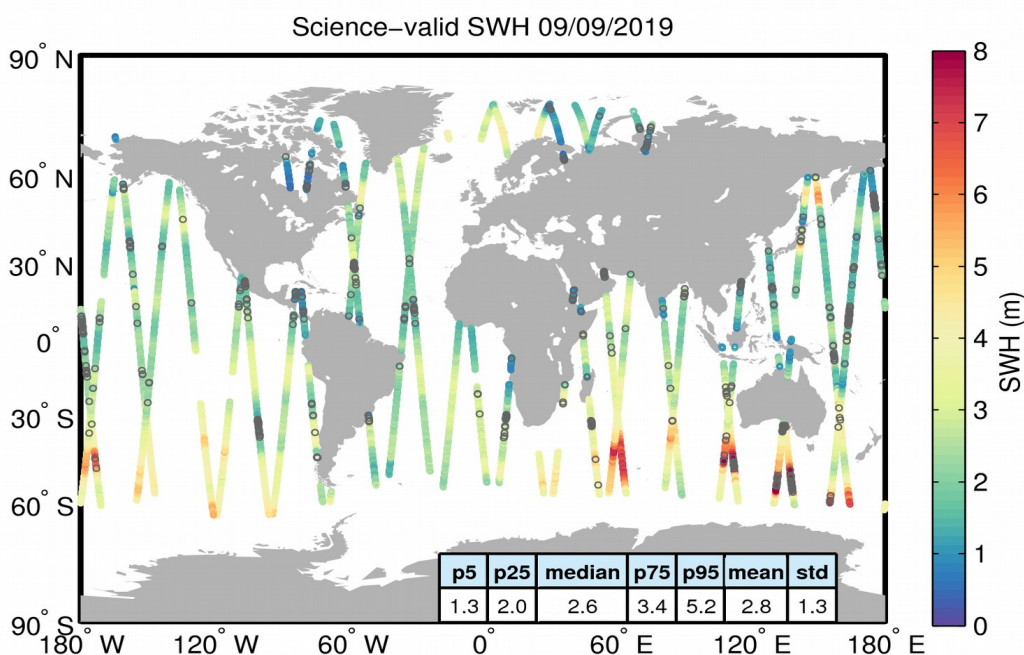 Science-valid SWH 09/09/2019
90° N
60° N
30° N
0°
30° S
60° S
90° S
180° W
120° W
60° W
0°
60° E
120° E
180° E
p5 p25 median p75 p95 mean std
1.3 2.0 2.6 3.4 5.2 2.8 1.3
8
7
6
5
4
3
2
1
0
SWH (m)